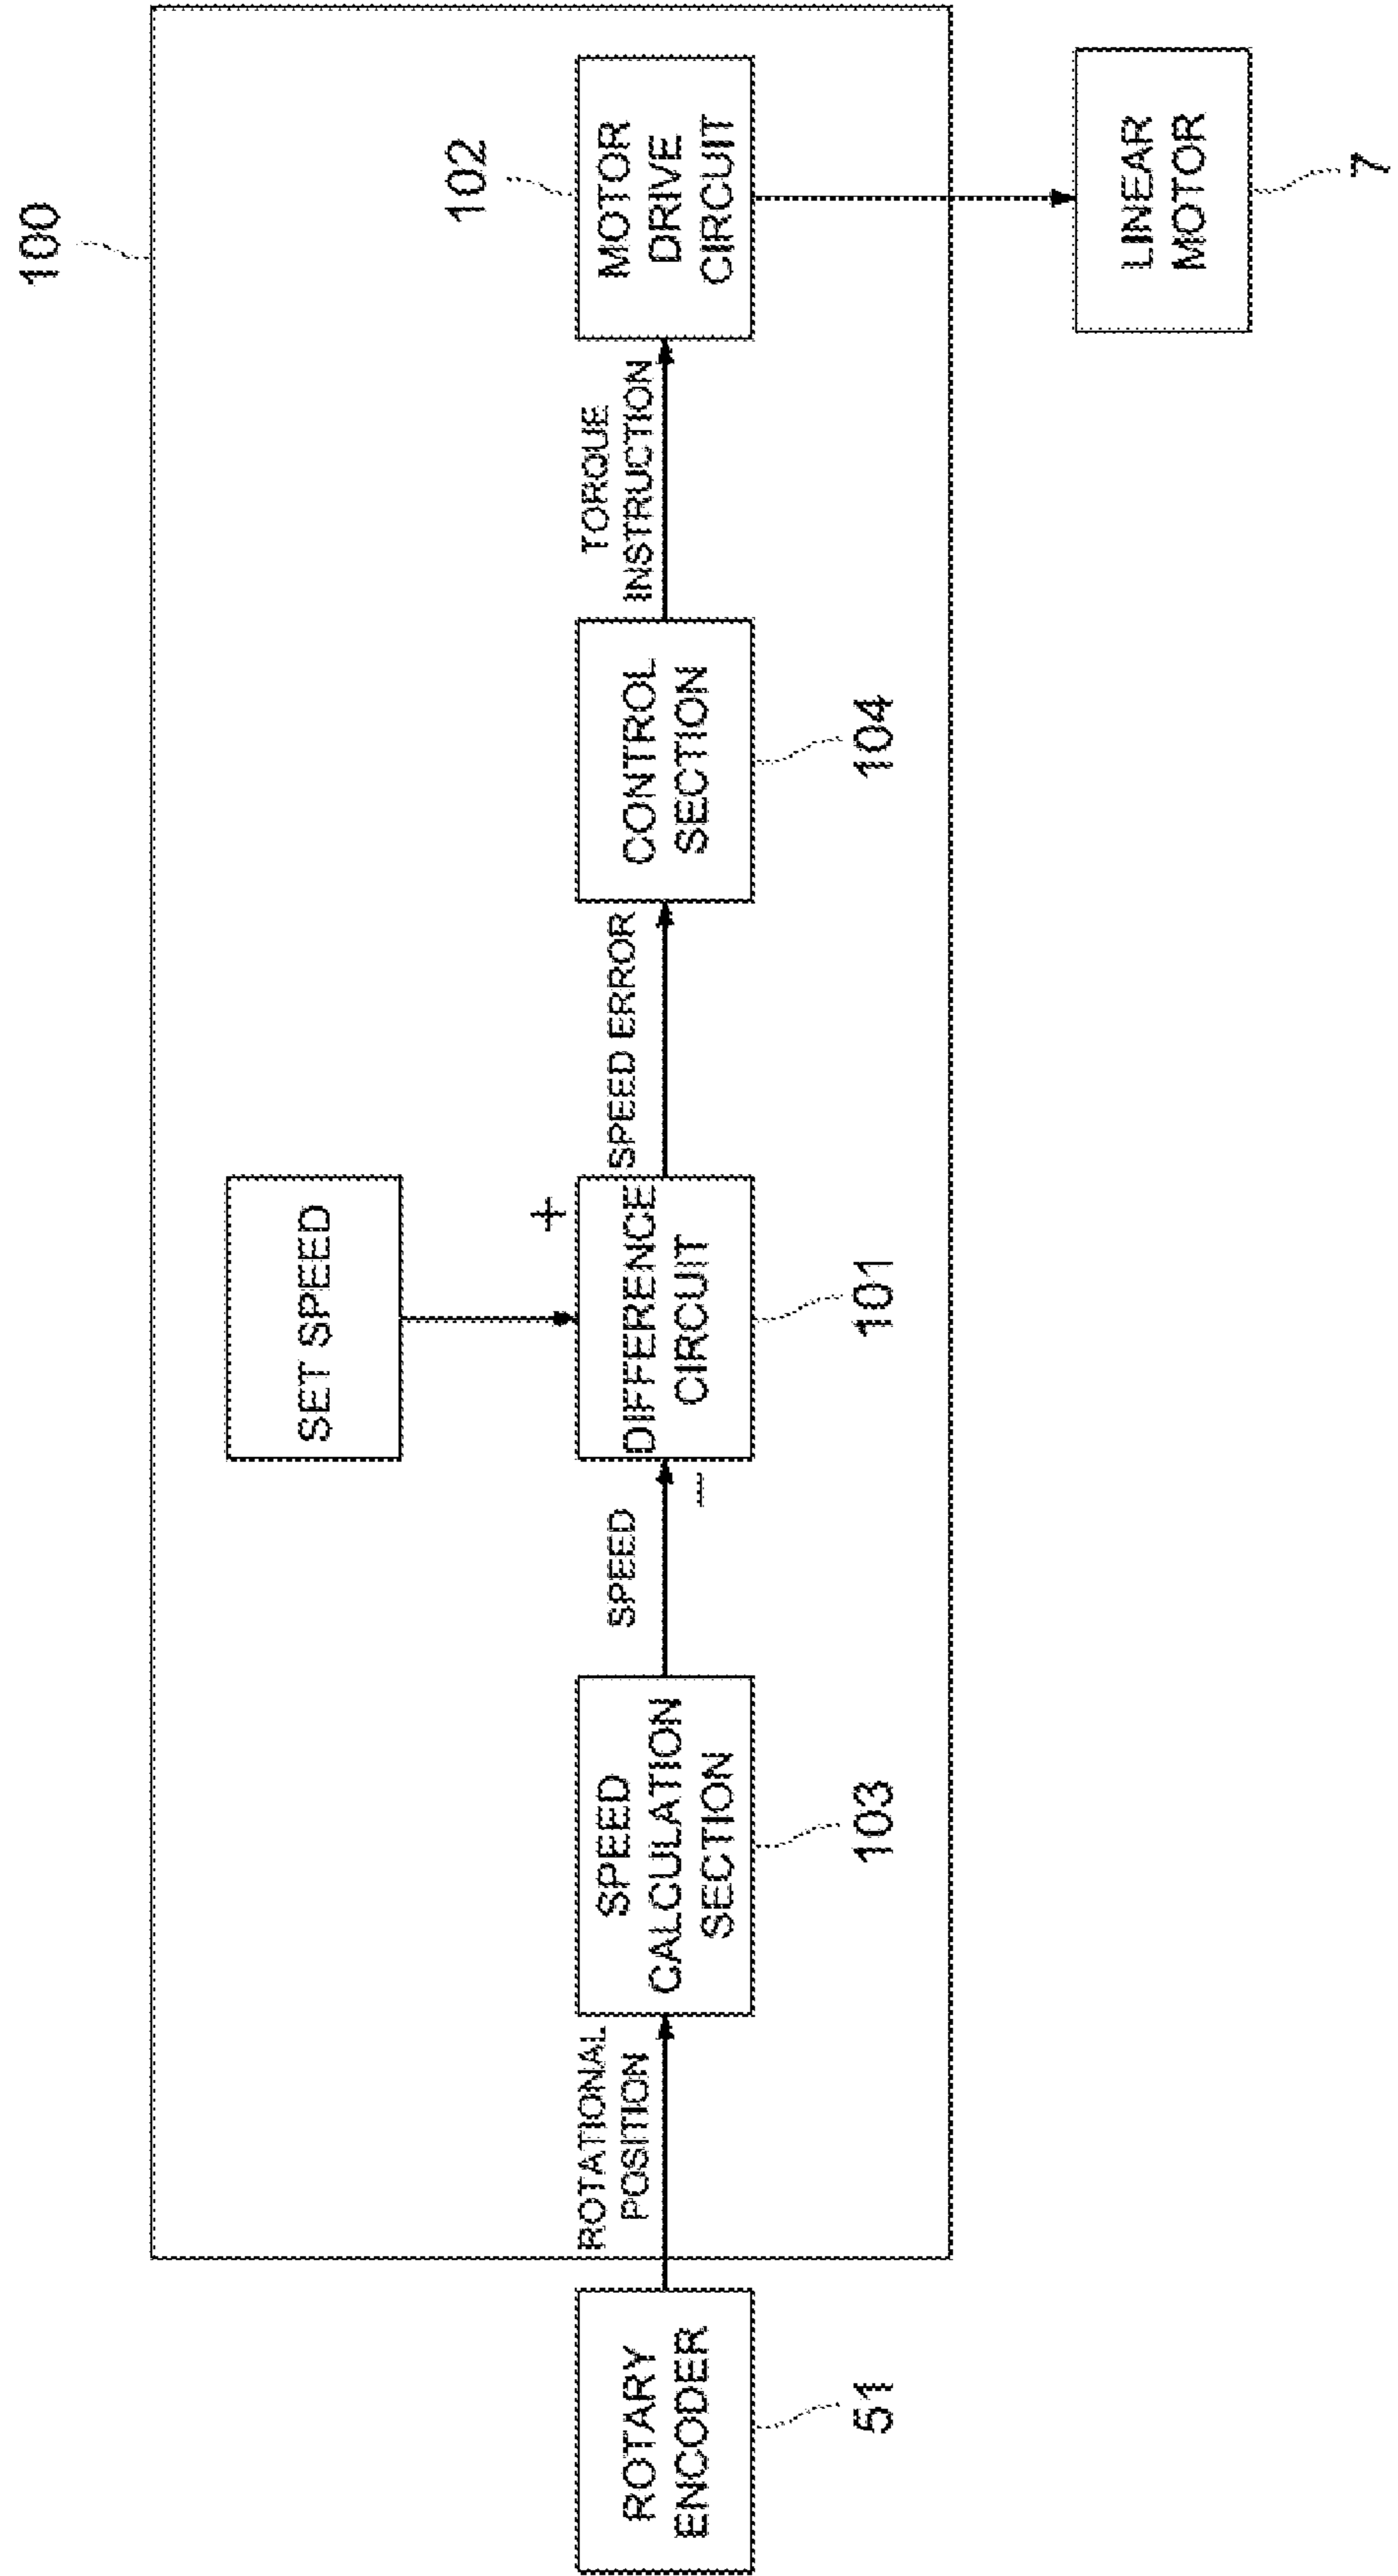 100
SET SPEED
102
ROTATIONAL
POSITION
SPEED
+
SPEED ERROR
TORQUE
INSTRUCTION
ROTARY
ENCODER
SPEED
CALCULATION
SECTION
—
DIFFERENCE
CIRCUIT
CONTROL
SECTION
MOTOR
DRIVE
CIRCUIT
51
103
101
104
LINEAR
MOTOR
7